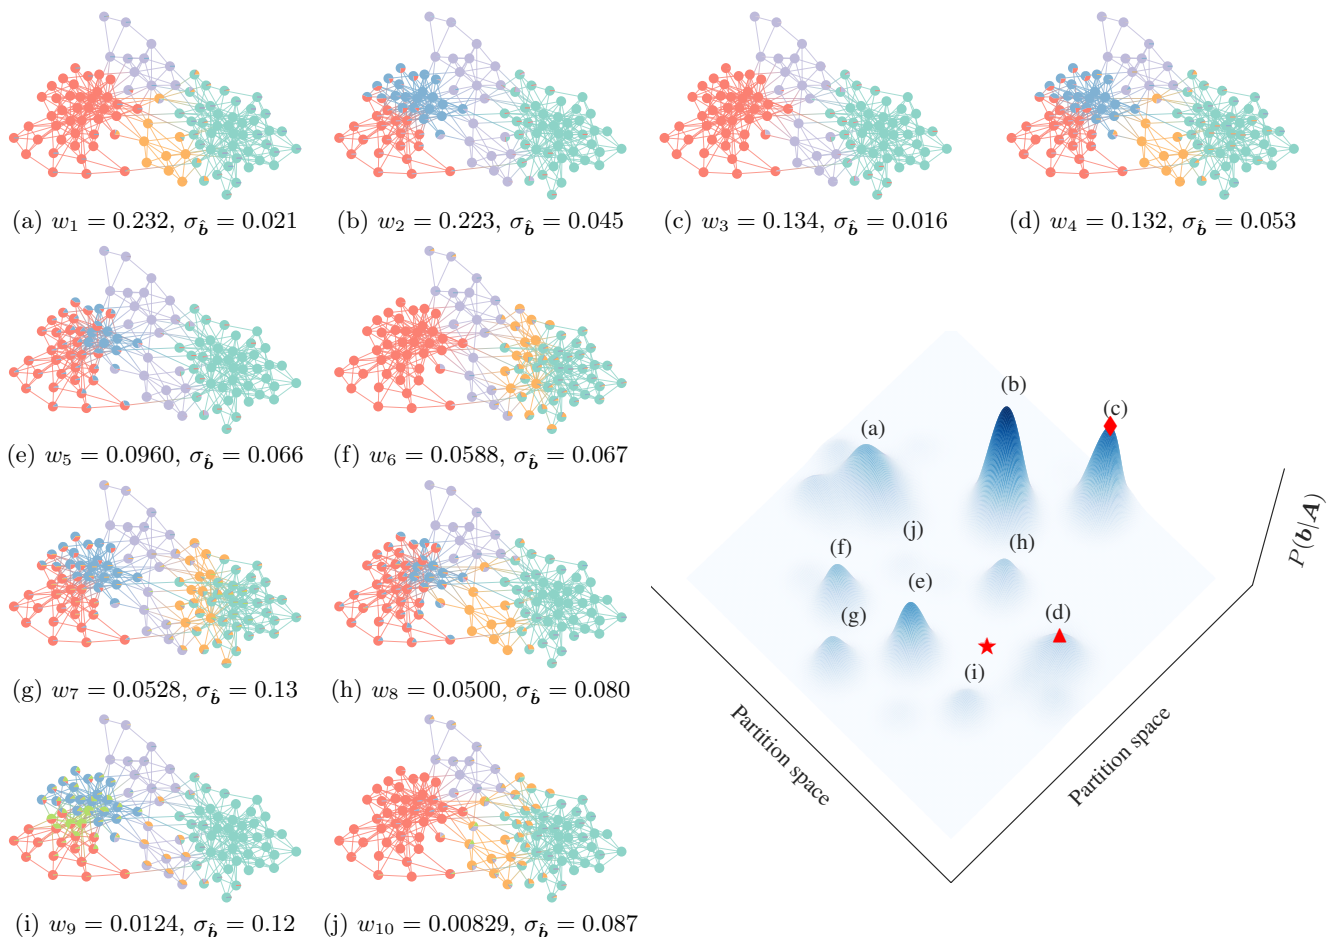 (a) w₁ = 0.232, σ_b̂ = 0.021
(b) w₂ = 0.223, σ_b̂ = 0.045
(c) w₃ = 0.134, σ_b̂ = 0.016
(d) w₄ = 0.132, σ_b̂ = 0.053
(e) w₅ = 0.0960, σ_b̂ = 0.066
(f) w₆ = 0.0588, σ_b̂ = 0.067
(g) w₇ = 0.0528, σ_b̂ = 0.13
(h) w₈ = 0.0500, σ_b̂ = 0.080
(i) w₉ = 0.0124, σ_b̂ = 0.12
(j) w₁₀ = 0.00829, σ_b̂ = 0.087
(b)
(c)
(a)
(j)
(f)
(h)
(e)
(g)
(d)
(i)
P(b|A)
Partition space
Partition space